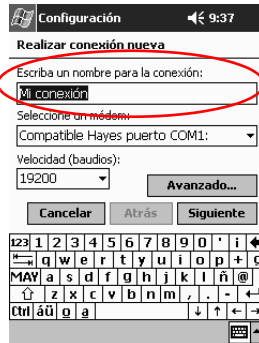 Configuración 9:37
Realizar conexión nueva
Escriba un nombre para la conexión:
Mi conexión
Seleccione un módem:
Compatible Hayes puerto COM1:
Velocidad (baudios):
19200
Avanzado...
Cancelar Atrás Siguiente
123 1 2 3 4 5 6 7 8 9 0 ' ¡
q w e r t y u i o p + ç
MAY a s d f g h j k l ñ @
z x c v b n m , . -
Ctrl áü º ª